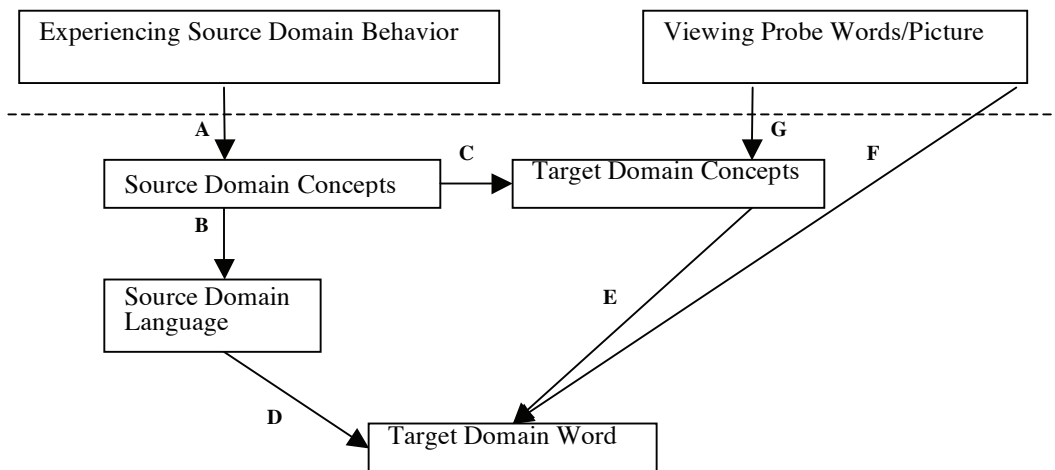 Experiencing Source Domain Behavior
Viewing Probe Words/Picture
A
G
C
F
Source Domain Concepts
Target Domain Concepts
B
Source Domain
Language
E
D
Target Domain Word